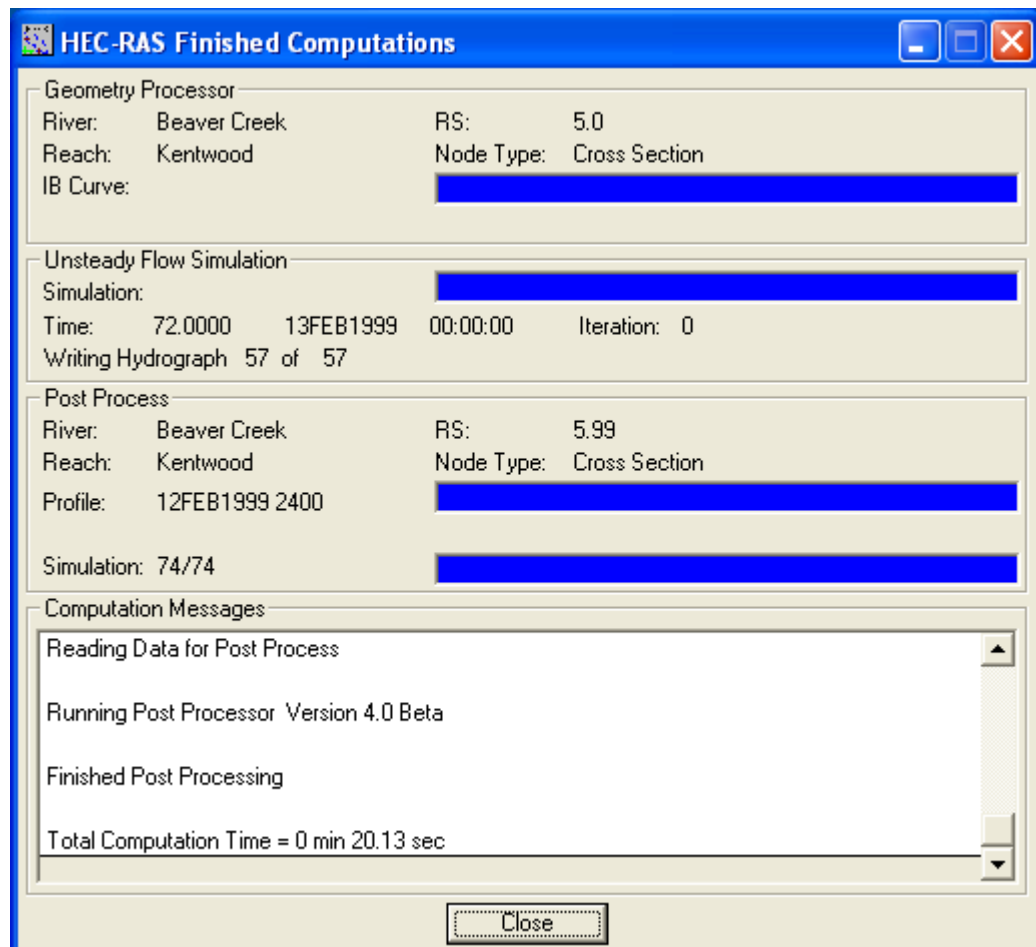 HEC-RAS Finished Computations
Geometry Processor
River: Beaver Creek RS: 5.0
Reach: Kentwood Node Type: Cross Section
IB Curve:
Unsteady Flow Simulation
Simulation:
Time: 72.0000 13FEB1999 00:00:00 Iteration: 0
Writing Hydrograph 57 of 57
Post Process
River: Beaver Creek RS: 5.99
Reach: Kentwood Node Type: Cross Section
Profile: 12FEB1999 2400
Simulation: 74/74
Computation Messages
Reading Data for Post Process
Running Post Processor Version 4.0 Beta
Finished Post Processing
Total Computation Time = 0 min 20.13 sec
Close